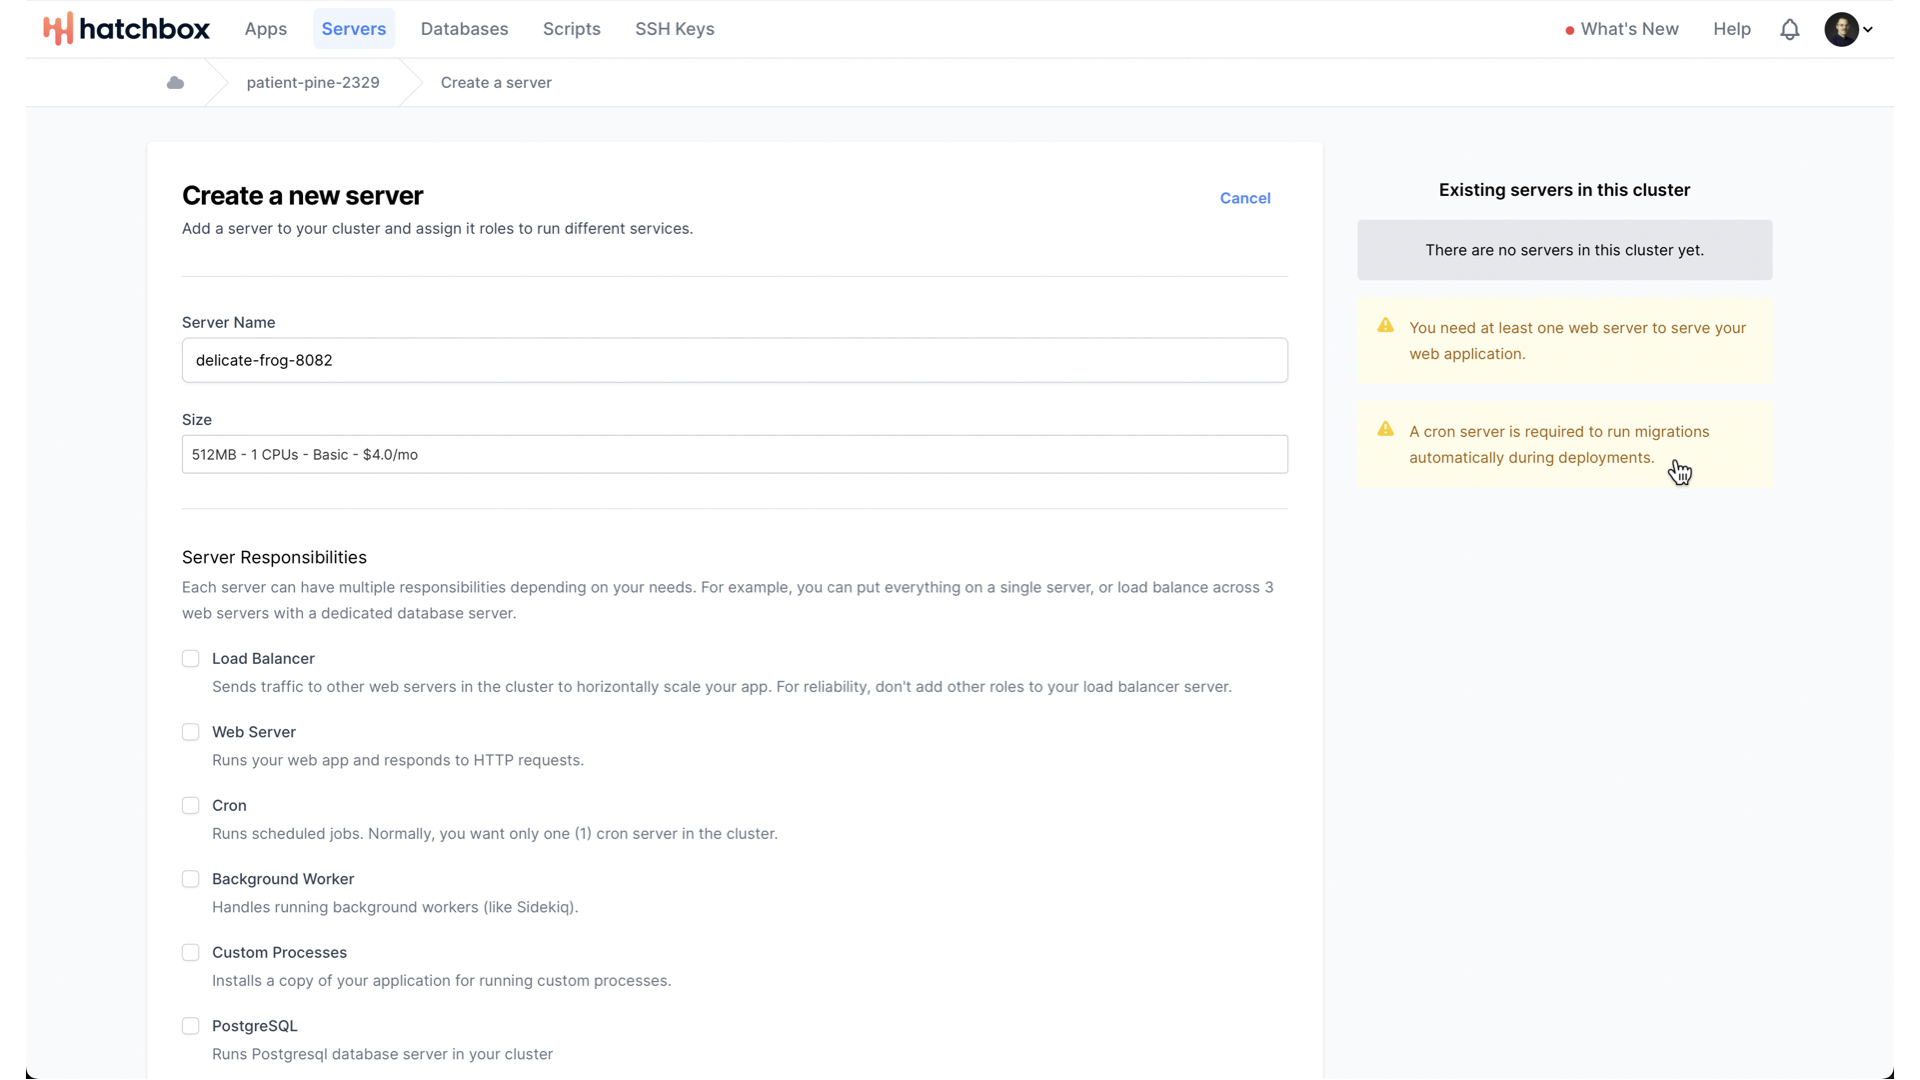 hatchbox
Apps
Servers
Databases
Scripts
SSH Keys
What's New
Help
patient-pine-2329
Create a server
Create a new server
Cancel
Add a server to your cluster and assign it roles to run different services.
Server Name
delicate-frog-8082
Size
512MB - 1 CPUs - Basic - $4.0/mo
Server Responsibilities
Each server can have multiple responsibilities depending on your needs. For example, you can put everything on a single server, or load balance across 3
web servers with a dedicated database server.
Load Balancer
Sends traffic to other web servers in the cluster to horizontally scale your app. For reliability, don't add other roles to your load balancer server.
Web Server
Runs your web app and responds to HTTP requests.
Cron
Runs scheduled jobs. Normally, you want only one (1) cron server in the cluster.
Background Worker
Handles running background workers (like Sidekiq).
Custom Processes
Installs a copy of your application for running custom processes.
PostgreSQL
Runs Postgresql database server in your cluster
Existing servers in this cluster
There are no servers in this cluster yet.
You need at least one web server to serve your
web application.
A cron server is required to run migrations
automatically during deployments.